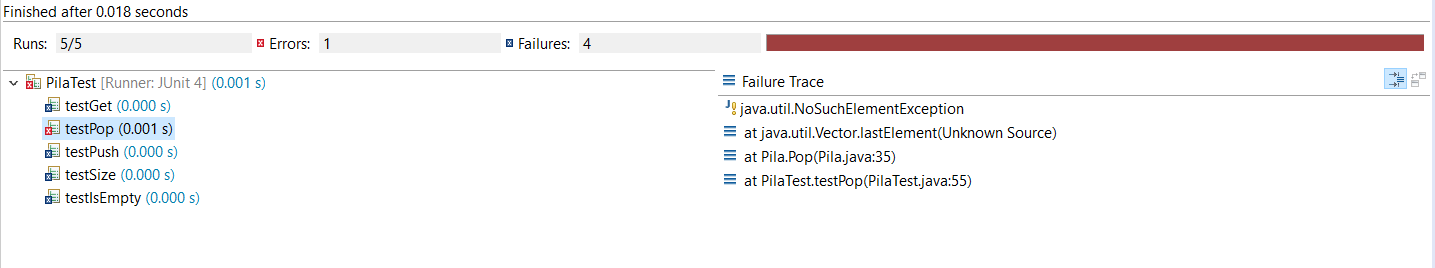 Finished after 0.018 seconds
Runs: 5/5 Errors: 1 Failures: 4
PilaTest [Runner: JUnit 4] (0.001 s)
testGet (0.000 s)
testPop (0.001 s)
testPush (0.000 s)
testSize (0.000 s)
testIsEmpty (0.000 s)
Failure Trace
java.util.NoSuchElementException
at java.util.Vector.lastElement(Unknown Source)
at Pila.Pop(Pila.java:35)
at PilaTest.testPop(PilaTest.java:55)